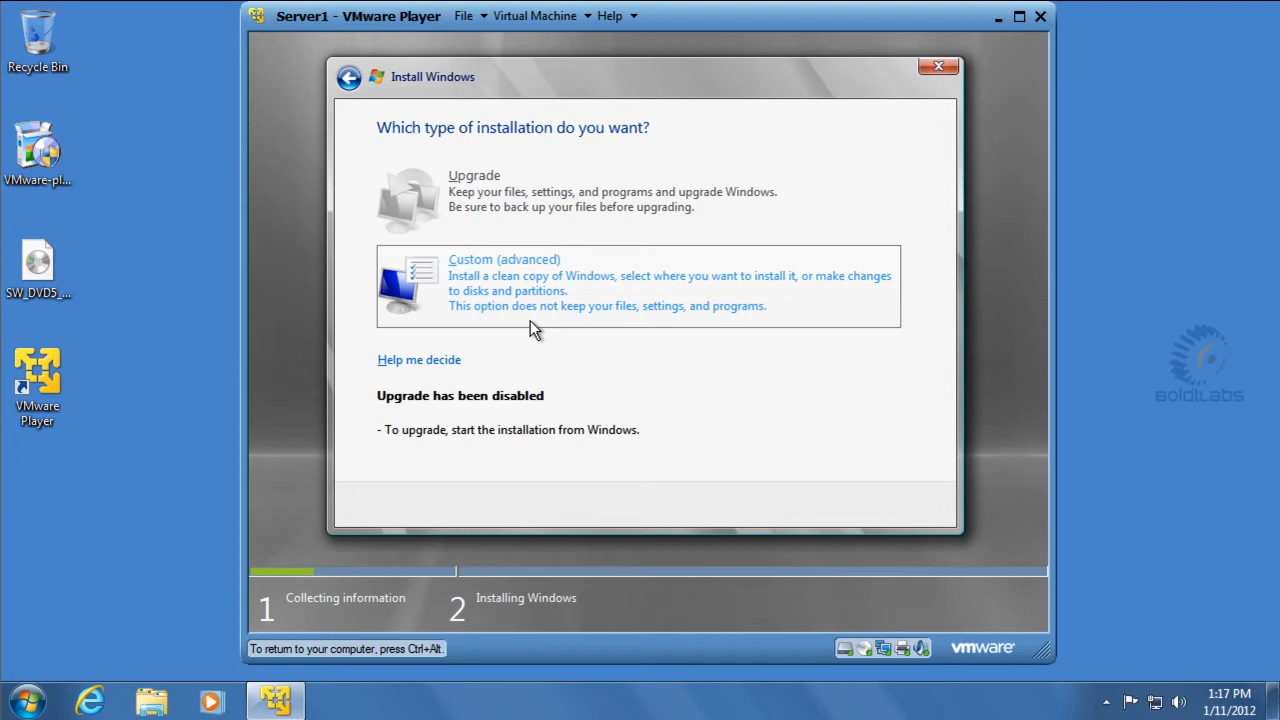 Server1 - VMware Player File Virtual Machine Help
Recycle Bin
VMware-pl...
SW_DVD5_...
VMware
Player
Install Windows
Which type of installation do you want?
Upgrade
Keep your files, settings, and programs and upgrade Windows.
Be sure to back up your files before upgrading.
Custom (advanced)
Install a clean copy of Windows, select where you want to install it, or make changes
to disks and partitions.
This option does not keep your files, settings, and programs.
Help me decide
Upgrade has been disabled
- To upgrade, start the installation from Windows.
BOLDTLABS
1 Collecting information 2 Installing Windows
To return to your computer, press Ctrl+Alt.
vmware
1:17 PM
1/11/2012